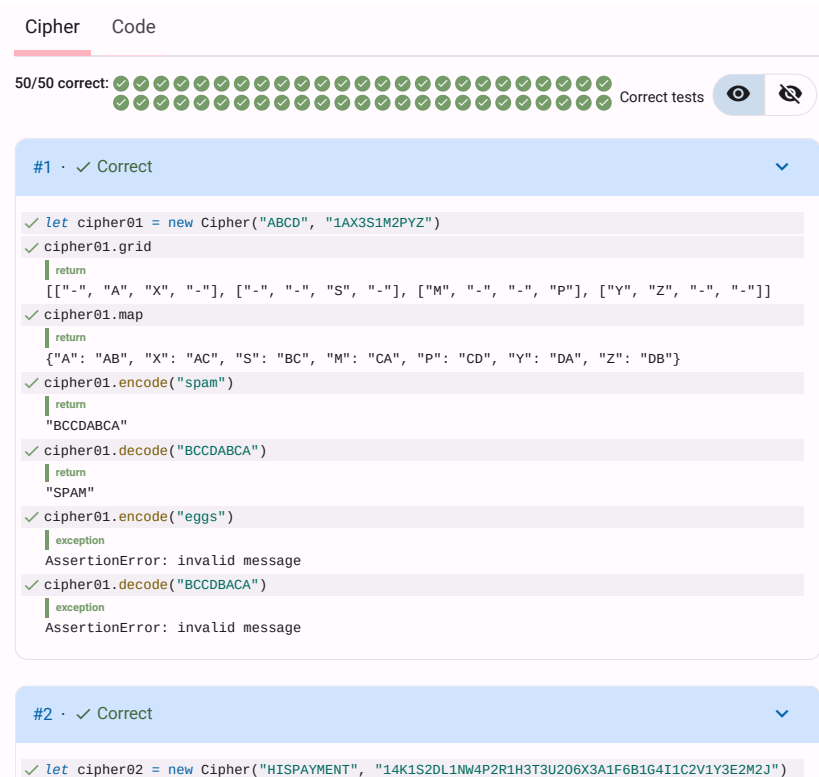 Cipher Code
50/50 correct:
Correct tests
#1 · Correct
let cipher01 = new Cipher("ABCD", "1AX3S1M2PYZ")
cipher01.grid
return
[["-", "A", "X", "-"], ["-", "-", "S", "-"], ["M", "-", "-", "P"], ["Y", "Z", "-", "-"]]
cipher01.map
return
{"A": "AB", "X": "AC", "S": "BC", "M": "CA", "P": "CD", "Y": "DA", "Z": "DB"}
cipher01.encode("spam")
return
"BCCDABCA"
cipher01.decode("BCCDABCA")
return
"SPAM"
cipher01.encode("eggs")
exception
AssertionError: invalid message
cipher01.decode("BCCDBACA")
exception
AssertionError: invalid message
#2 · Correct
let cipher02 = new Cipher("HISPAYMENT", "14K1S2DL1NW4P2R1H3T3U2O6X3A1F6B1G4I1C2V1Y3E2M2J")